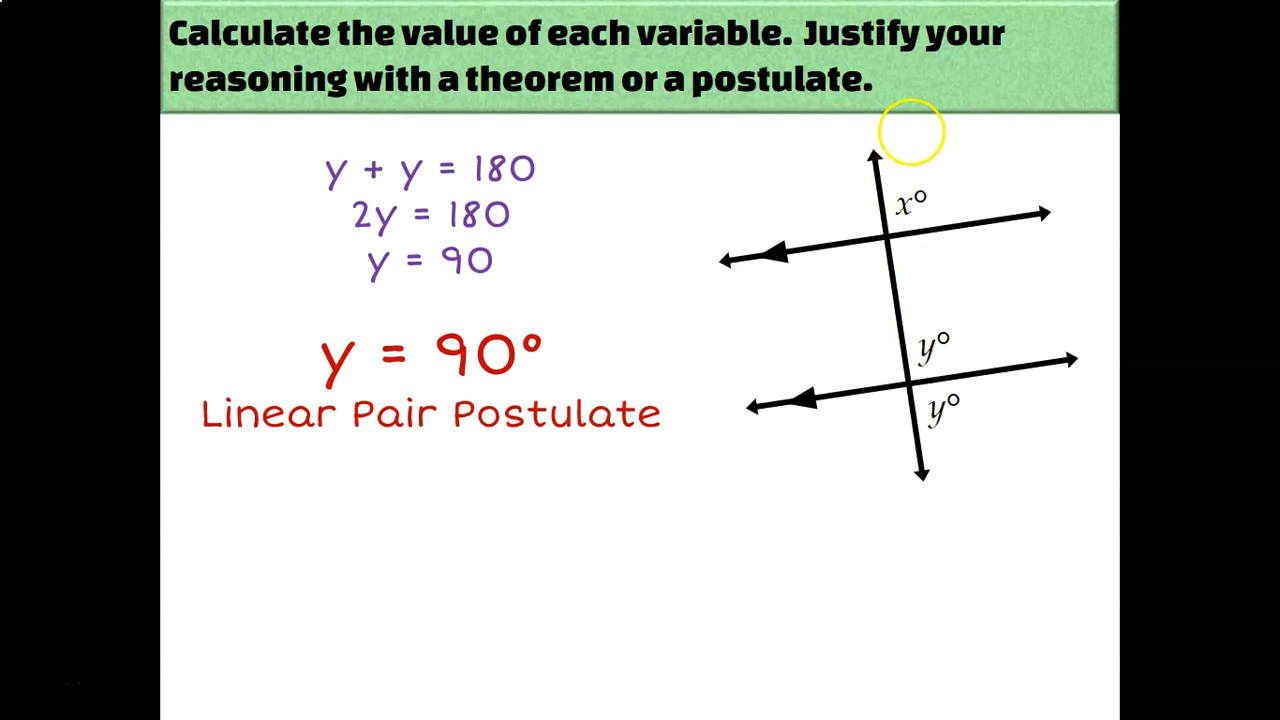 Calculate the value of each variable. Justify your
reasoning with a theorem or a postulate.
y + y = 180
2y = 180
y = 90
y = 90°
Linear Pair Postulate
x°
y°
y°